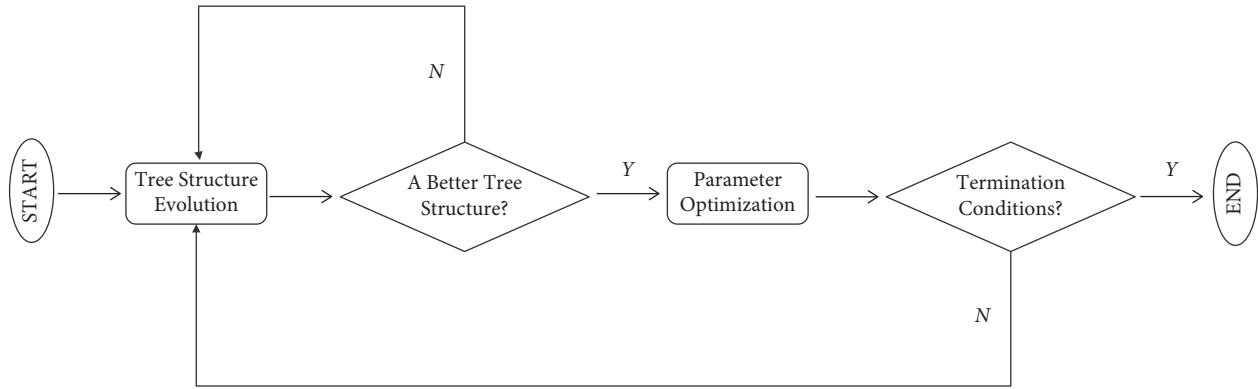 START
Tree Structure
Evolution
N
A Better Tree
Structure?
Y
Parameter
Optimization
Termination
Conditions?
N
Y
END